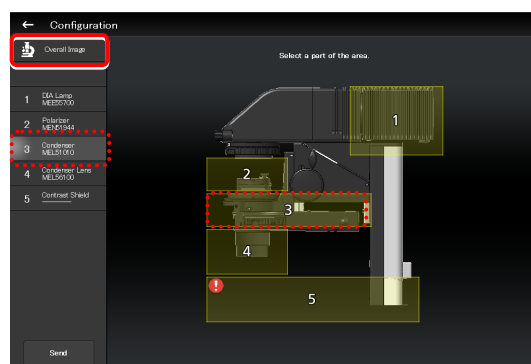 ← Configuration
Overall Image
Select a part of the area.
1 DIA Lamp
MEE55700
2 Polarizer
MEN51944
3 Condenser
MEL51010
4 Condenser Lens
MEL56100
5 Contrast Shield
1
2
3
4
!
5
Send